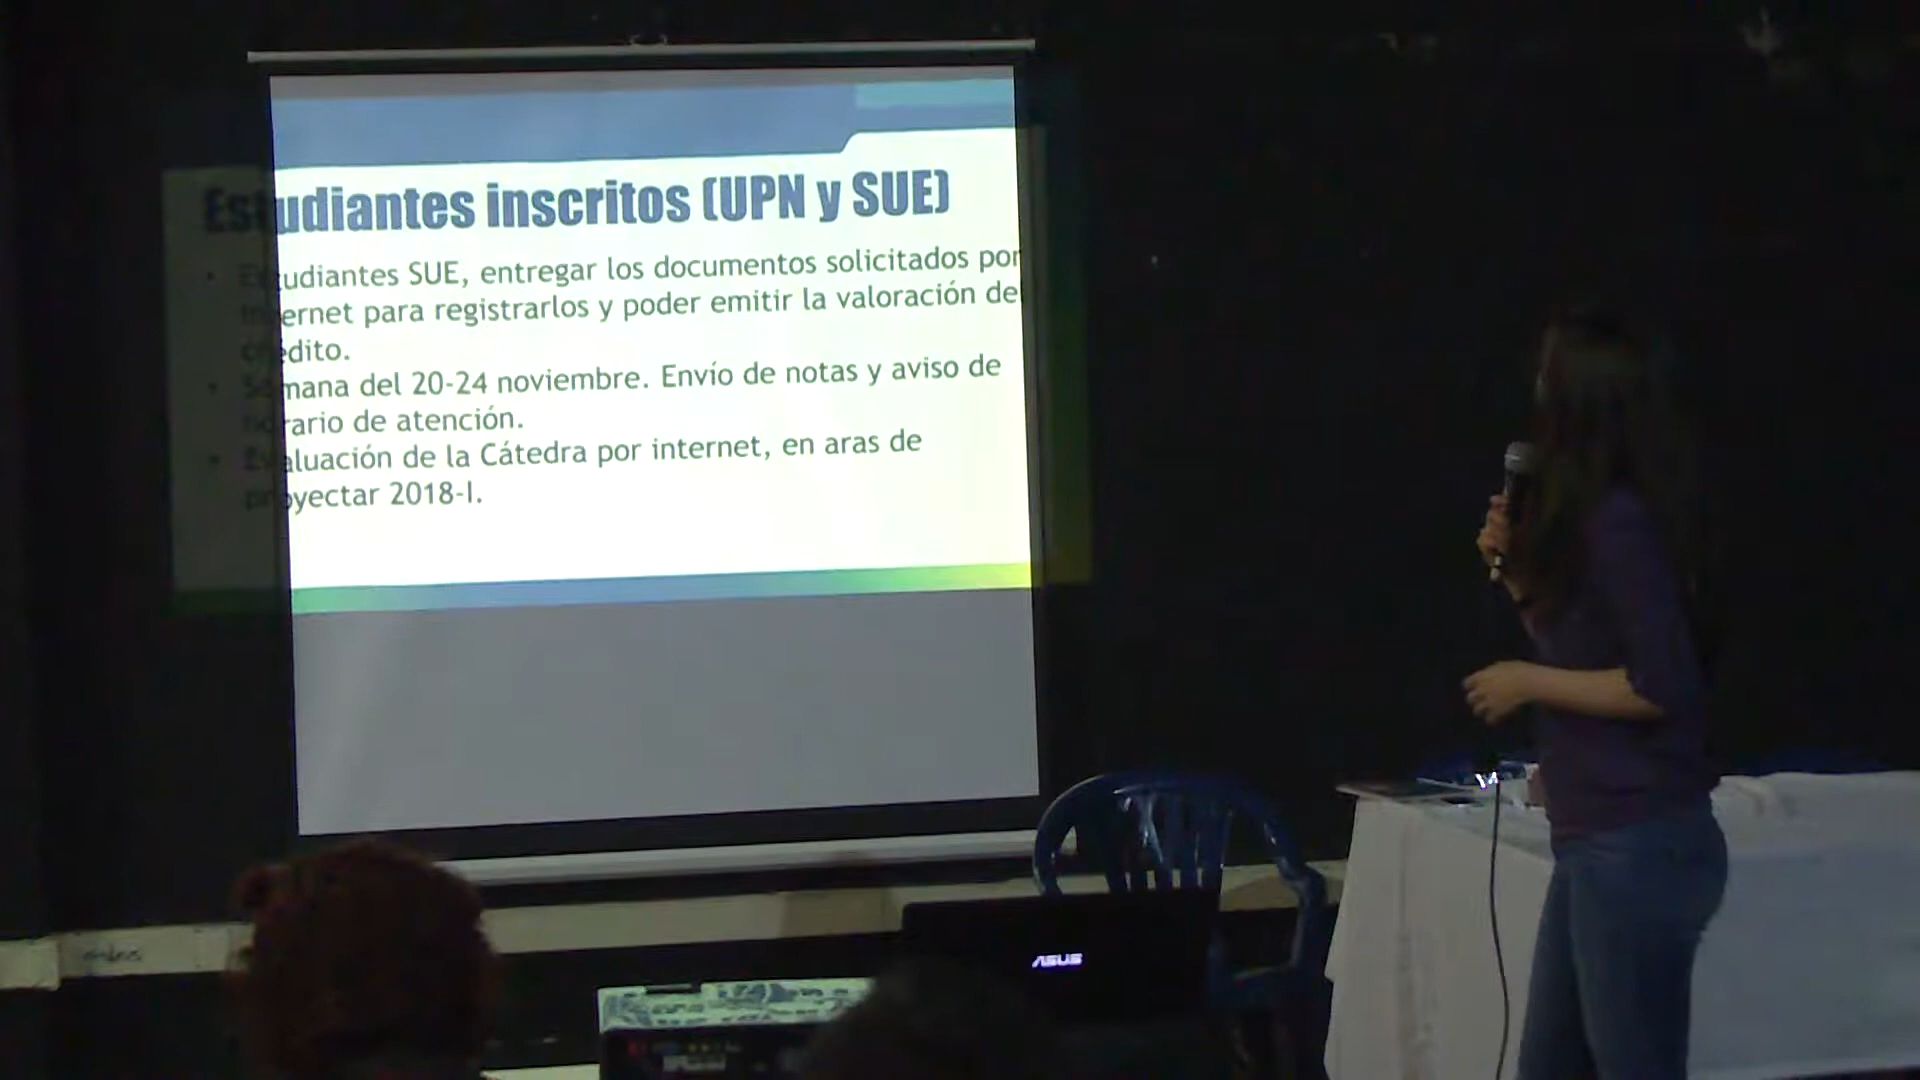 Estudiantes inscritos (UPN y SUE)
• Estudiantes SUE, entregar los documentos solicitados por
internet para registrarlos y poder emitir la valoración del
crédito.
• Semana del 20-24 noviembre. Envío de notas y aviso de
horario de atención.
• Evaluación de la Cátedra por internet, en aras de
proyectar 2018-I.
ASUS